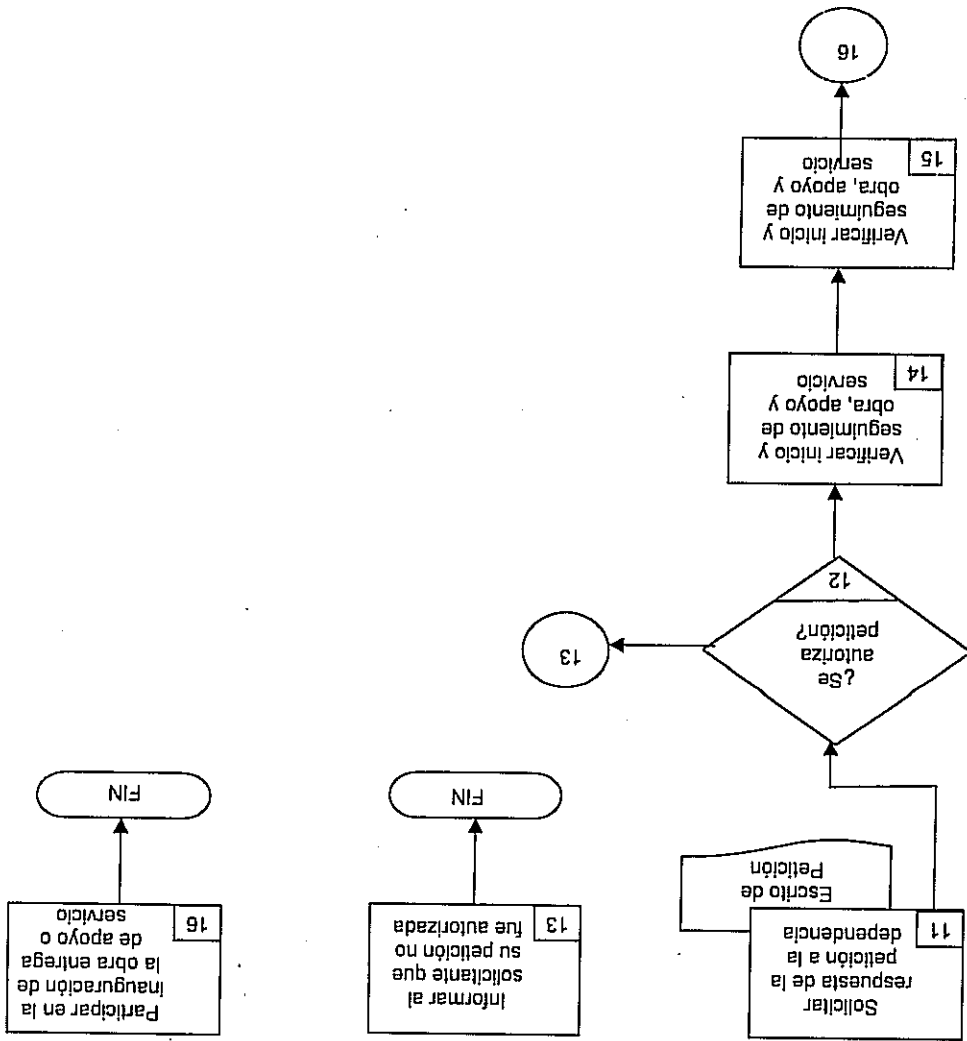 11
Solicitar
respuesta de la
petición a la
dependencia
Escrito de
Petición
¿Se
autoriza
petición?
12
13
14
Verificar inicio y
seguimiento de
obra, apoyo y
servicio
15
Verificar inicio y
seguimiento de
obra, apoyo y
servicio
16
13
Informar al
solicitante que
su petición no
fue autorizada
FIN
16
Participar en la
inauguración de
la obra entrega
de apoyo o
servicio
FIN